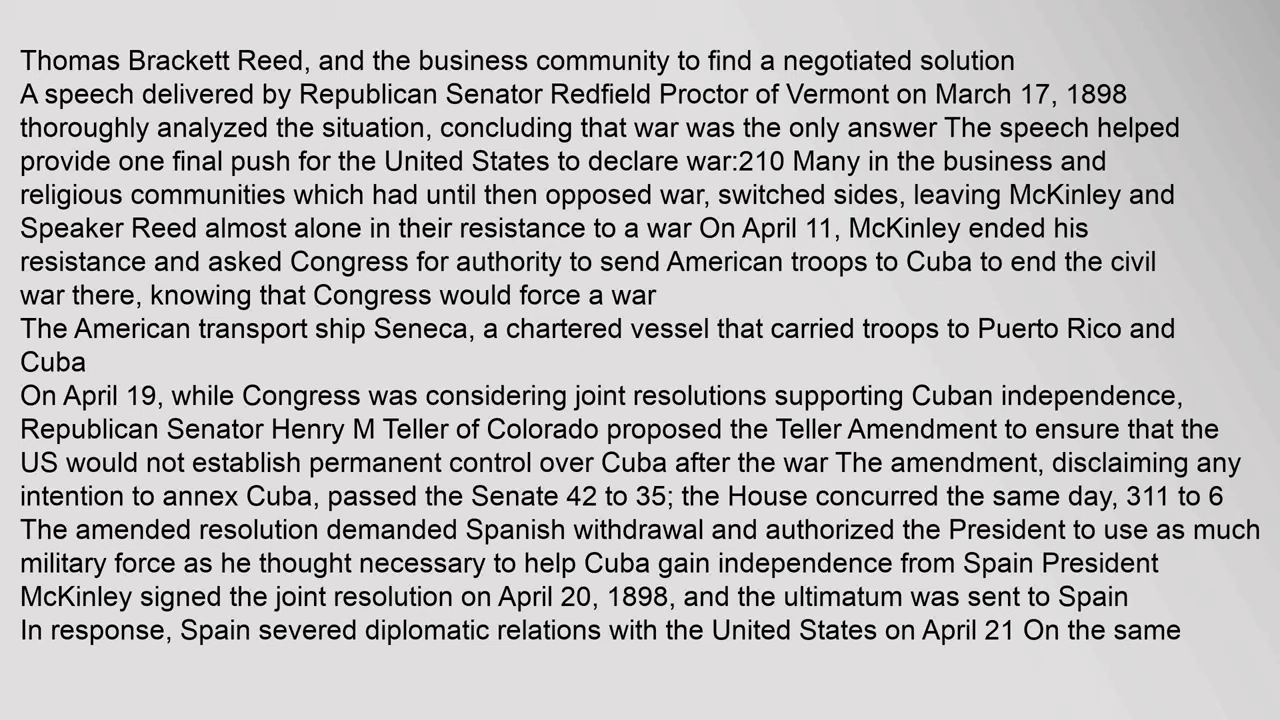 Thomas Brackett Reed, and the business community to find a negotiated solution
A speech delivered by Republican Senator Redfield Proctor of Vermont on March 17, 1898
thoroughly analyzed the situation, concluding that war was the only answer The speech helped
provide one final push for the United States to declare war:210 Many in the business and
religious communities which had until then opposed war, switched sides, leaving McKinley and
Speaker Reed almost alone in their resistance to a war On April 11, McKinley ended his
resistance and asked Congress for authority to send American troops to Cuba to end the civil
war there, knowing that Congress would force a war
The American transport ship Seneca, a chartered vessel that carried troops to Puerto Rico and
Cuba
On April 19, while Congress was considering joint resolutions supporting Cuban independence,
Republican Senator Henry M Teller of Colorado proposed the Teller Amendment to ensure that the
US would not establish permanent control over Cuba after the war The amendment, disclaiming any
intention to annex Cuba, passed the Senate 42 to 35; the House concurred the same day, 311 to 6
The amended resolution demanded Spanish withdrawal and authorized the President to use as much
military force as he thought necessary to help Cuba gain independence from Spain President
McKinley signed the joint resolution on April 20, 1898, and the ultimatum was sent to Spain
In response, Spain severed diplomatic relations with the United States on April 21 On the same